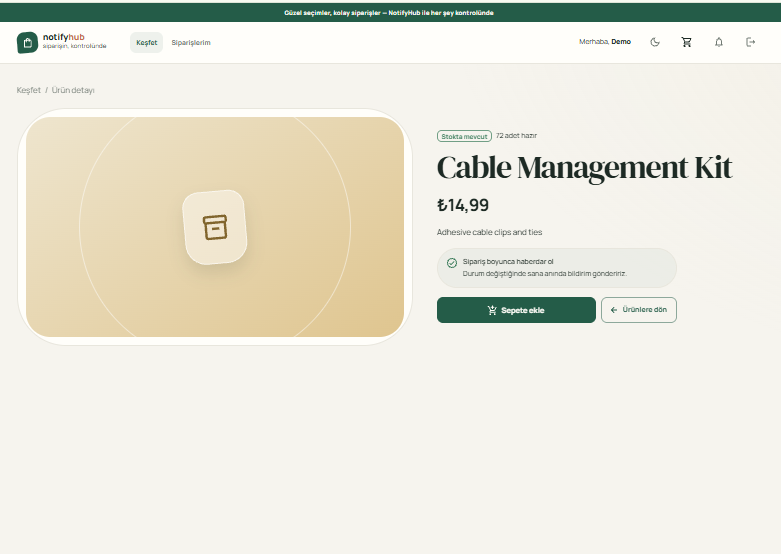 Güzel seçimler, kolay siparişler — NotifyHub ile her şey kontrolünde
notifyhub
siparişin, kontrolünde
Keşfet
Siparişlerim
Merhaba, Demo
Keşfet / Ürün detayı
Stokta mevcut
72 adet hazır
Cable Management Kit
₺14,99
Adhesive cable clips and ties
Sipariş boyunca haberdar ol
Durum değiştiğinde sana anında bildirim göndeririz.
Sepete ekle
Ürünlere dön